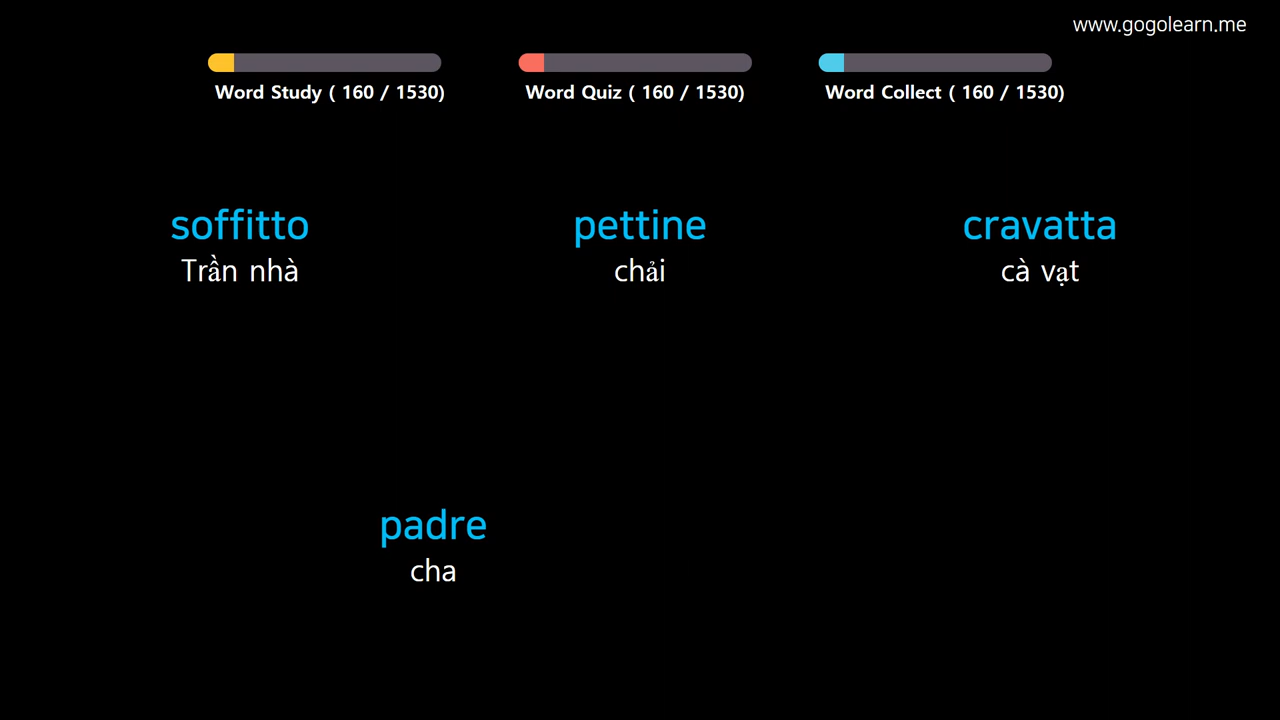 www.gogolearn.me
Word Study ( 160 / 1530)
Word Quiz ( 160 / 1530)
Word Collect ( 160 / 1530)
soffitto
Trần nhà
pettine
chải
cravatta
cà vạt
padre
cha